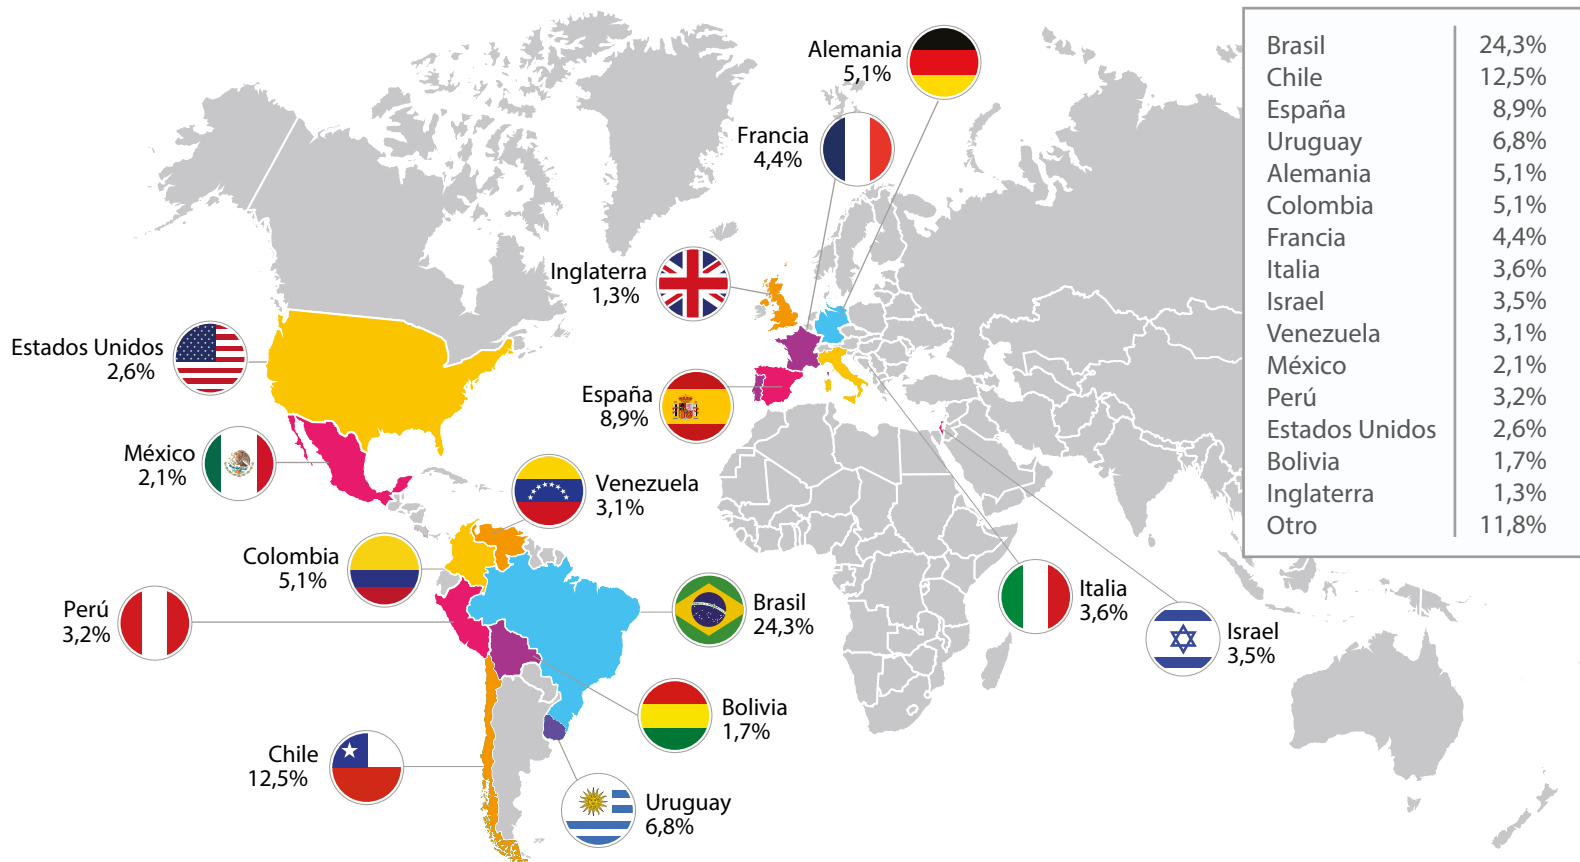 Alemania
5,1%
Francia
4,4%
Inglaterra
1,3%
Estados Unidos
2,6%
España
8,9%
México
2,1%
Venezuela
3,1%
Colombia
5,1%
Perú
3,2%
Brasil
24,3%
Italia
3,6%
Israel
3,5%
Bolivia
1,7%
Chile
12,5%
Uruguay
6,8%
Brasil 24,3%
Chile 12,5%
España 8,9%
Uruguay 6,8%
Alemania 5,1%
Colombia 5,1%
Francia 4,4%
Italia 3,6%
Israel 3,5%
Venezuela 3,1%
México 2,1%
Perú 3,2%
Estados Unidos 2,6%
Bolivia 1,7%
Inglaterra 1,3%
Otro 11,8%